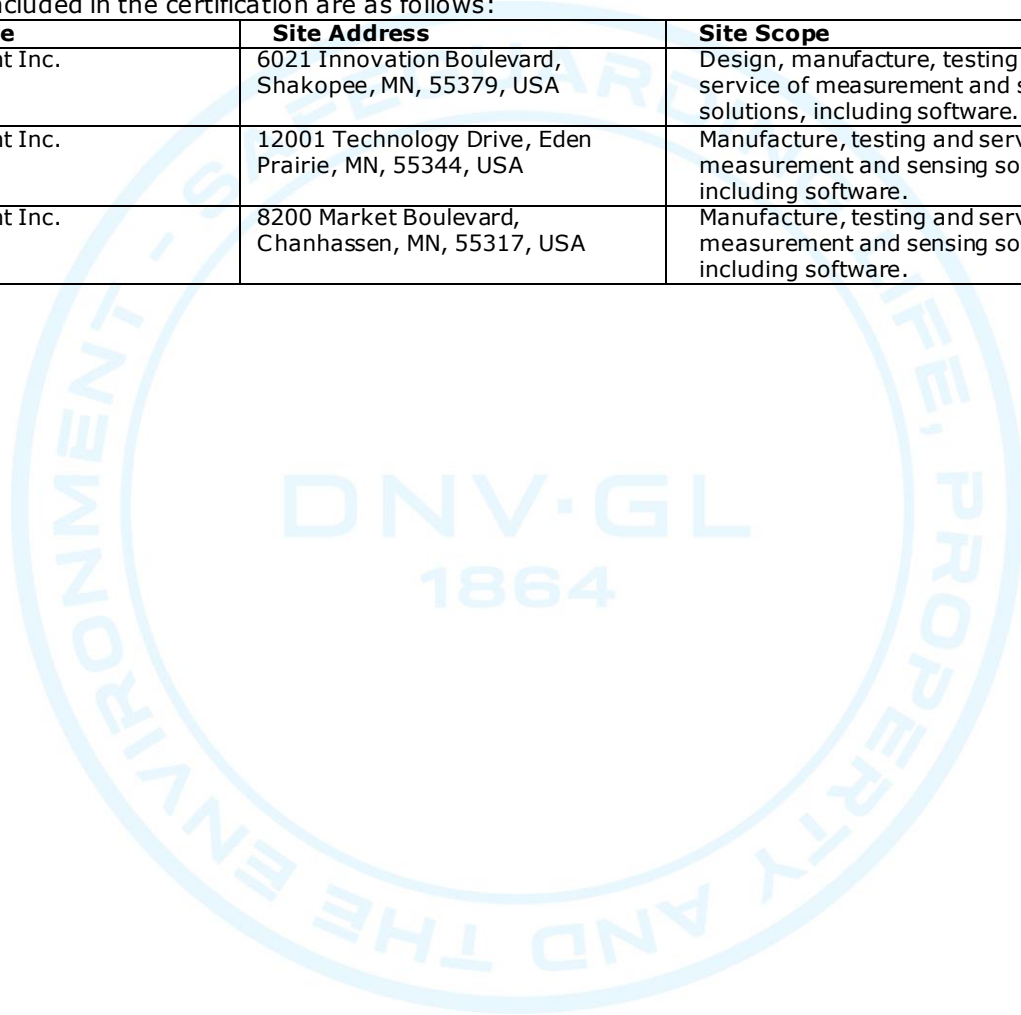 included in the certification are as follows:
Site Address
Site Scope
nt Inc.
6021 Innovation Boulevard,
Shakopee, MN, 55379, USA
Design, manufacture, testing
service of measurement and s
solutions, including software.
nt Inc.
12001 Technology Drive, Eden
Prairie, MN, 55344, USA
Manufacture, testing and serv
measurement and sensing so
including software.
nt Inc.
8200 Market Boulevard,
Chanhassen, MN, 55317, USA
Manufacture, testing and serv
measurement and sensing so
including software.
DNV·GL
1864
LIFE, PROPERTY AND THE ENVIRONMENT -